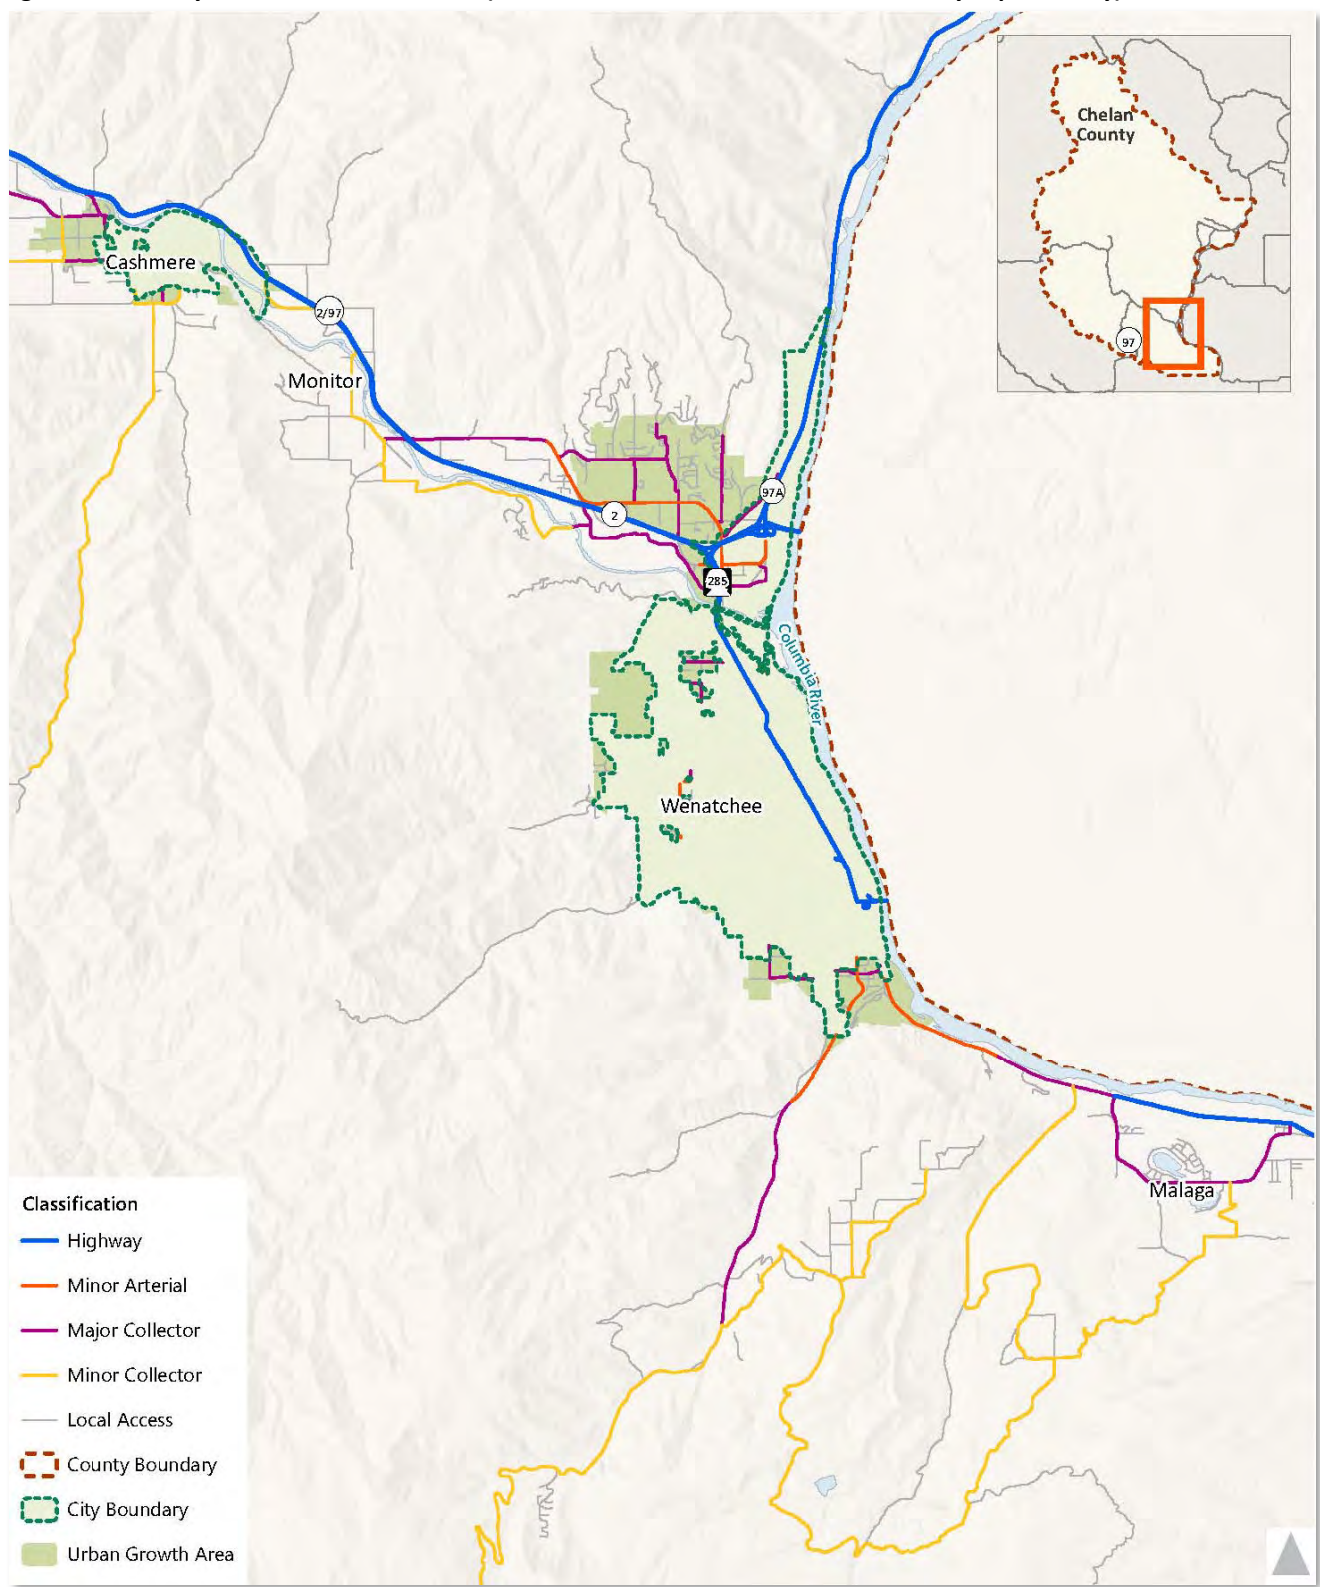 Chelan
County
97
Cashmere
2/97
Monitor
97A
2
285
Columbia River
Wenatchee
Malaga
Classification
Highway
Minor Arterial
Major Collector
Minor Collector
Local Access
County Boundary
City Boundary
Urban Growth Area